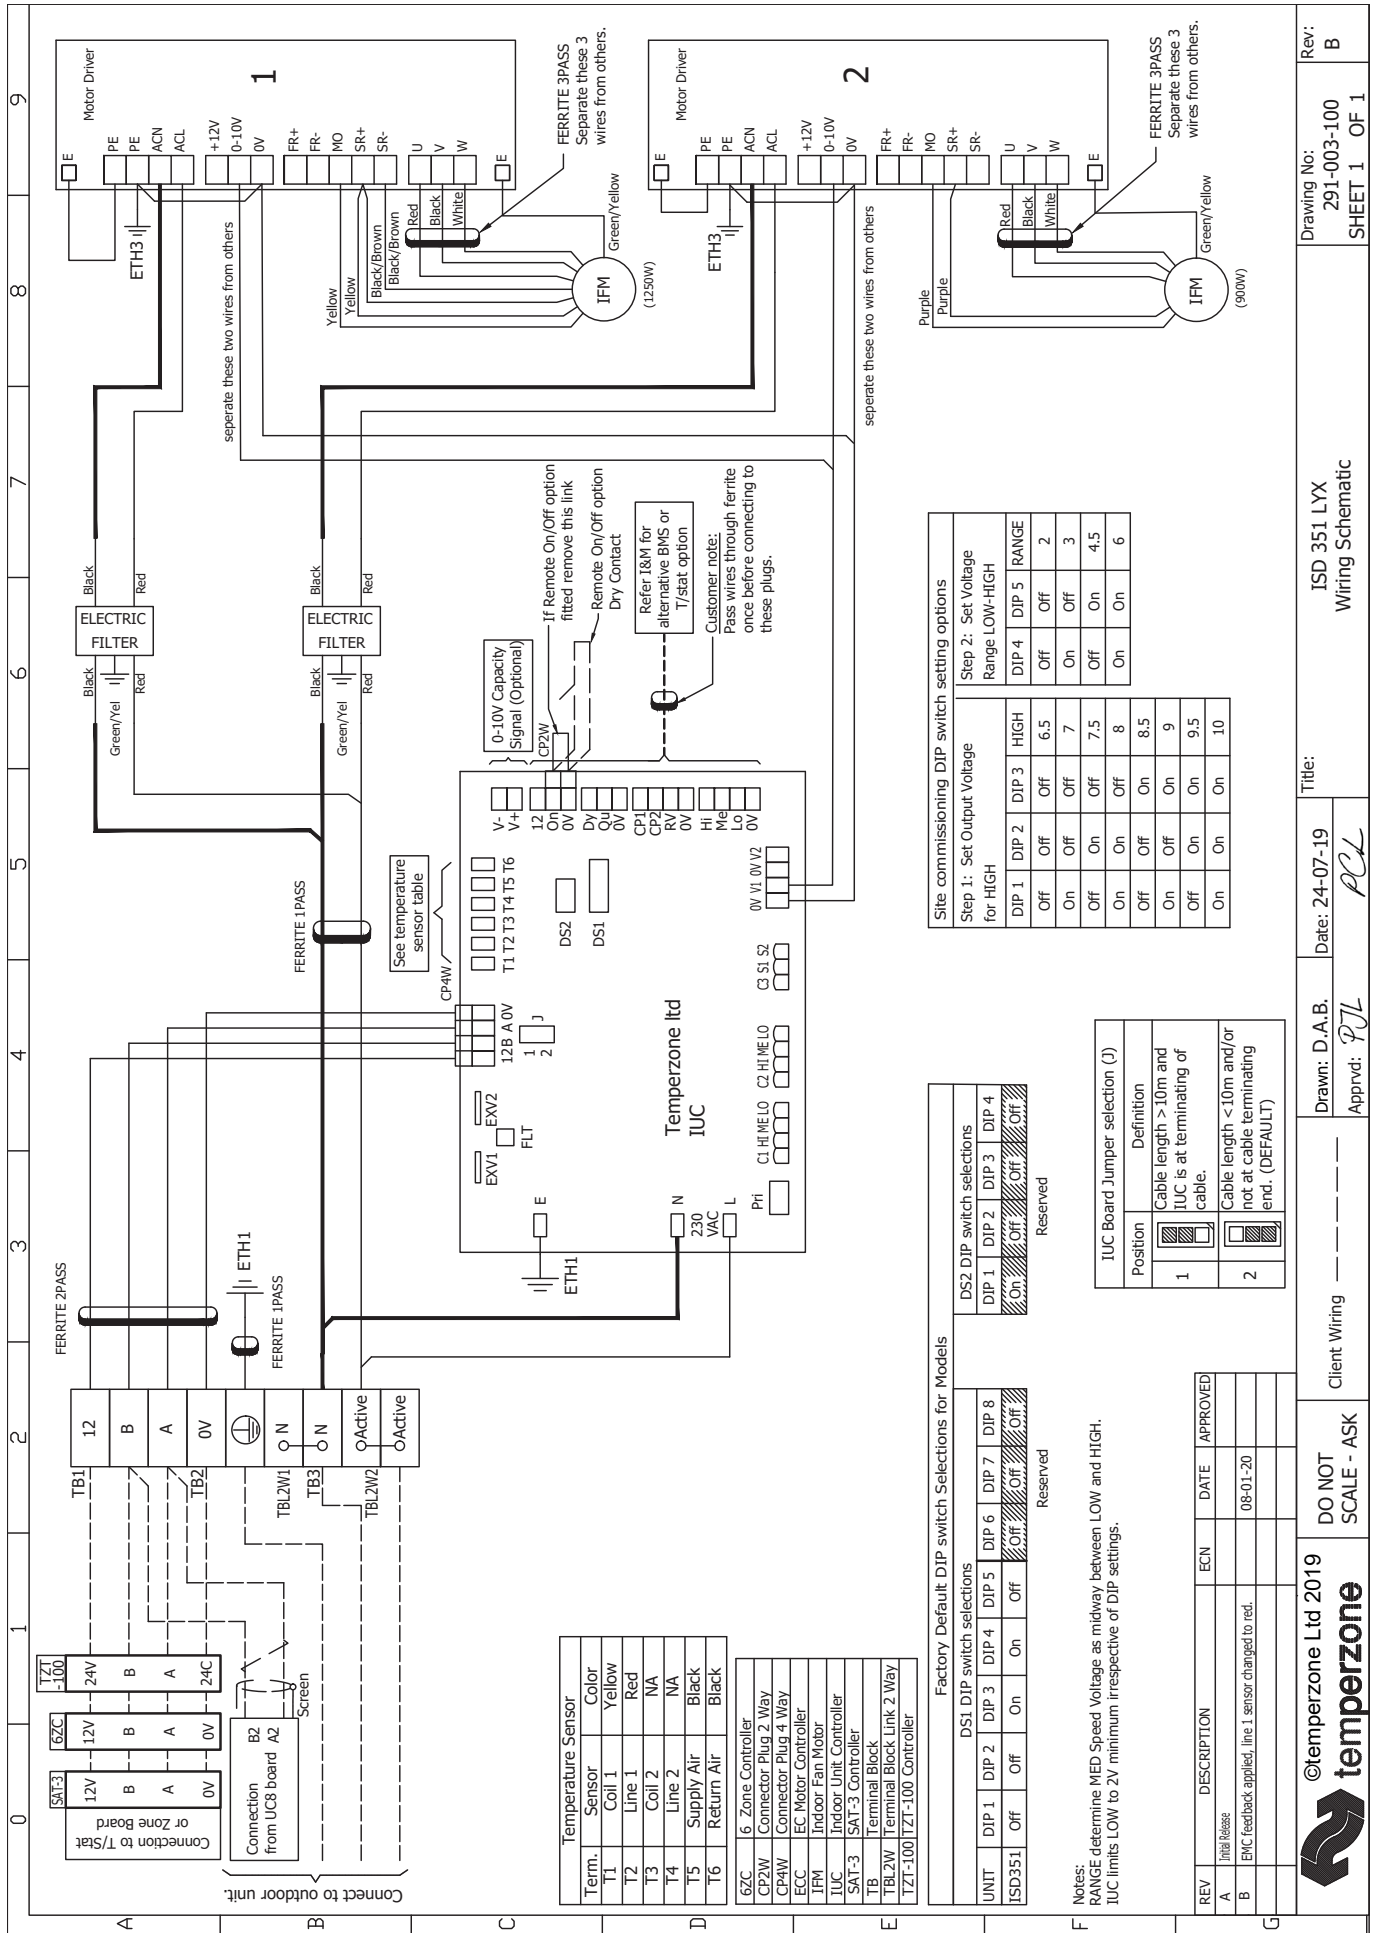 0 1 2 3 4 5 6 7 8 9
A
B
C
D
E
F
G
Connection to T/Stat
or Zone Board
SAT-3
12V
B
A
0V
6ZC
12V
B
A
0V
TZT
-100
24V
B
A
24C
Connection
from UC8 board
B2
A2
Screen
Connect to outdoor unit.
TB1
12
B
A
0V
TB2
N
TBL2W1
N
TB3
Active
TBL2W2
Active
FERRITE 2PASS
ETH1
FERRITE 1PASS
FERRITE 1PASS
Green/Yel
Black
Red
ELECTRIC
FILTER
Black
Red
Green/Yel
Black
Red
ELECTRIC
FILTER
Black
Red
seperate these two wires from others
Motor Driver
1
E
PE
PE
ACN
ACL
+12V
0-10V
0V
FR+
FR-
MO
SR+
SR-
U
V
W
E
ETH3
Yellow
Yellow
Black/Brown
Black/Brown
Red
Black
White
IFM
(1250W)
Green/Yellow
FERRITE 3PASS
Separate these 3
wires from others.
Motor Driver
2
E
PE
PE
ACN
ACL
+12V
0-10V
0V
FR+
FR-
MO
SR+
SR-
U
V
W
E
ETH3
seperate these two wires from others
Purple
Purple
Red
Black
White
IFM
(900W)
Green/Yellow
FERRITE 3PASS
Separate these 3
wires from others.
See temperature
sensor table
CP4W
12B A 0V
1
2
J
T1 T2 T3 T4 T5 T6
DS2
DS1
EXV1
EXV2
FLT
E
ETH1
Temperzone ltd
IUC
N
230
VAC
L
Pri
C1 HI ME LO
C2 HI ME LO
C3 S1 S2
0V V1 0V V2
V-
V+
12
On
0V
Dy
Qu
0V
CP1
CP2
RV
0V
Hi
Me
Lo
0V
0-10V Capacity
Signal (Optional)
CP2W
If Remote On/Off option
fitted remove this link
Remote On/Off option
Dry Contact
Refer I&M for
alternative BMS or
T/stat option
Customer note:
Pass wires through ferrite
once before connecting to
these plugs.
Temperature Sensor
Term. Sensor Color
T1 Coil 1 Yellow
T2 Line 1 Red
T3 Coil 2 NA
T4 Line 2 NA
T5 Supply Air Black
T6 Return Air Black
6ZC 6 Zone Controller
CP2W Connector Plug 2 Way
CP4W Connector Plug 4 Way
ECC EC Motor Controller
IFM Indoor Fan Motor
IUC Indoor Unit Controller
SAT-3 SAT-3 Controller
TB Terminal Block
TBL2W Terminal Block Link 2 Way
TZT-100 TZT-100 Controller
Factory Default DIP switch Selections for Models
DS1 DIP switch selections
DS2 DIP switch selections
UNIT DIP 1 DIP 2 DIP 3 DIP 4 DIP 5 DIP 6 DIP 7 DIP 8 DIP 1 DIP 2 DIP 3 DIP 4
ISD351 Off Off On On Off Off Off Off On Off Off Off
Reserved
Reserved
Notes:
RANGE determine MED Speed Voltage as midway between LOW and HIGH.
IUC limits LOW to 2V minimum irrespective of DIP settings.
Site commissioning DIP switch setting options
Step 1: Set Output Voltage
for HIGH
Step 2: Set Voltage
Range LOW-HIGH
DIP 1 DIP 2 DIP 3 HIGH DIP 4 DIP 5 RANGE
Off Off Off 6.5 Off Off 2
On Off Off 7 On Off 3
Off On Off 7.5 Off On 4.5
On On Off 8 On On 6
Off Off On 8.5
On Off On 9
Off On On 9.5
On On On 10
IUC Board Jumper selection (J)
Position Definition
1 Cable length >10m and
IUC is at terminating of
cable.
2 Cable length <10m and/or
not at cable terminating
end. (DEFAULT)
REV DESCRIPTION ECN DATE APPROVED
A Initial Release
B EMC feedback applied, line 1 sensor changed to red. 08-01-20
©temperzone Ltd 2019
temperzone
DO NOT
SCALE - ASK
Client Wiring
Drawn: D.A.B.
Date: 24-07-19
Apprvd: PJL
PCL
Title:
ISD 351 LYX
Wiring Schematic
Drawing No:
291-003-100
SHEET 1 OF 1
Rev:
B